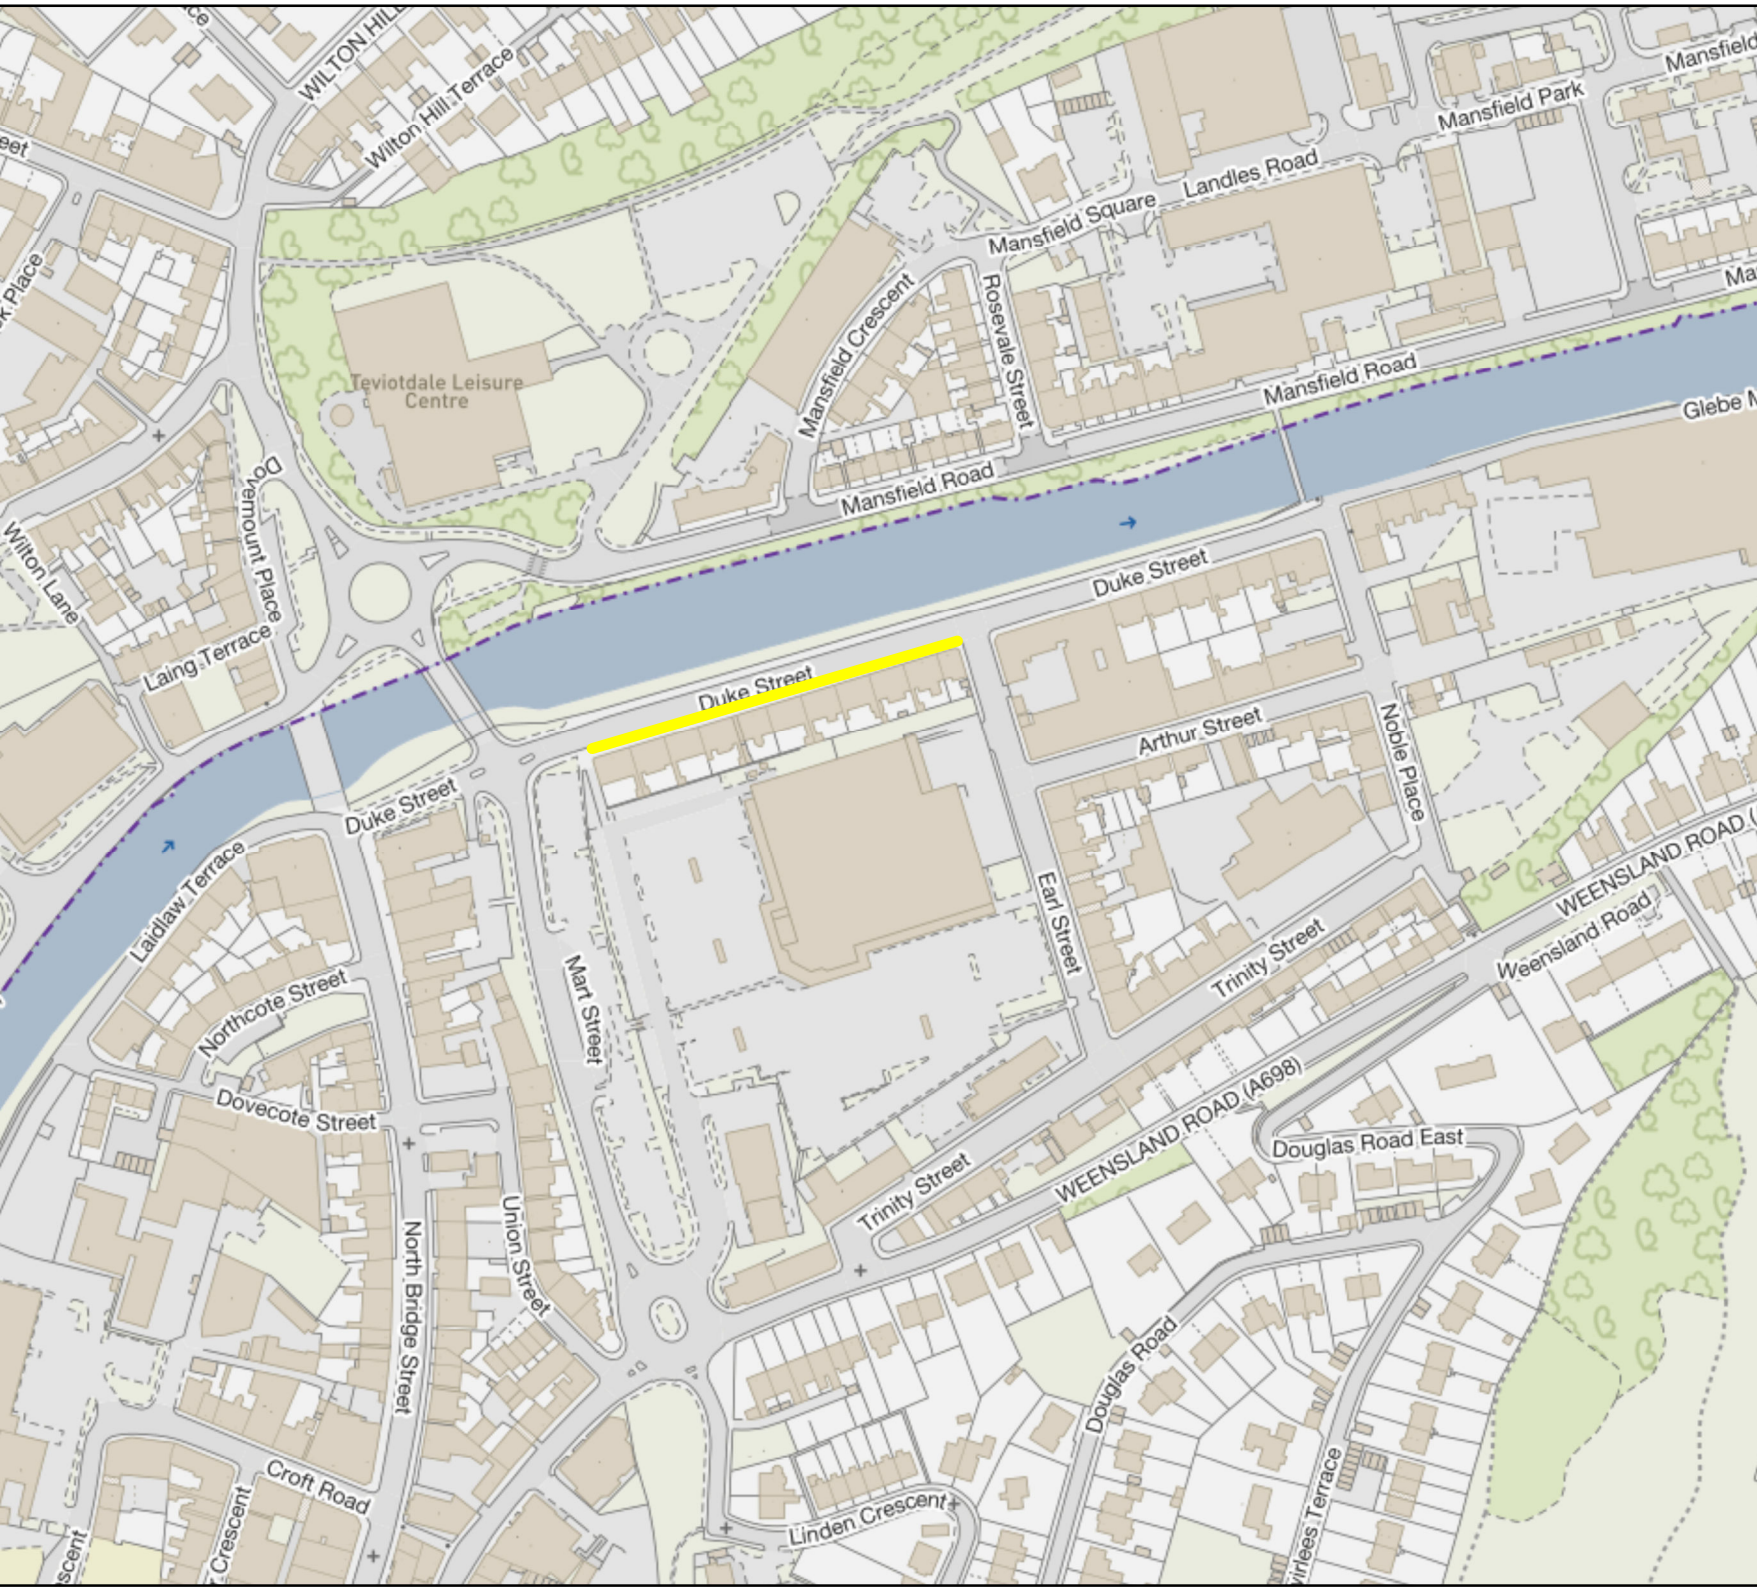 WILTON HILL
Wilton Hill Terrace
Mansfield
Mansfield Park
Landles Road
Mansfield Square
Mansfield Crescent
Rosevale Street
Teviotdale Leisure
Centre
Mansfield Road
Mansfield Road
Glebe
Place
Dovemount Place
Wilton Lane
Laing Terrace
Duke Street
Duke Street
Duke Street
Arthur Street
Noble Place
Laidlaw Terrace
Earl Street
WEENSLAND ROAD
Weensland Road
Trinity Street
Mart Street
Northcote Street
Dovecote Street
WEENSLAND ROAD (A698)
Douglas Road East
Trinity Street
Union Street
North Bridge Street
Douglas Road
Croft Road
Crescent
Linden Crescent
Terrace